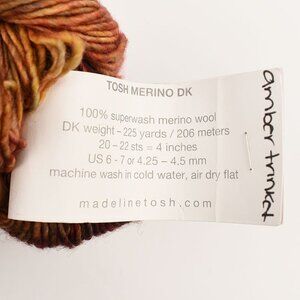 TOSH MERINO DK
100% superwash merino wool
DK weight - 225 yards / 206 meters
20 - 22 sts = 4 inches
US 6 - 7 or 4.25 - 4.5 mm
machine wash in cold water, air dry flat
madelinetosh.com
amber trinket